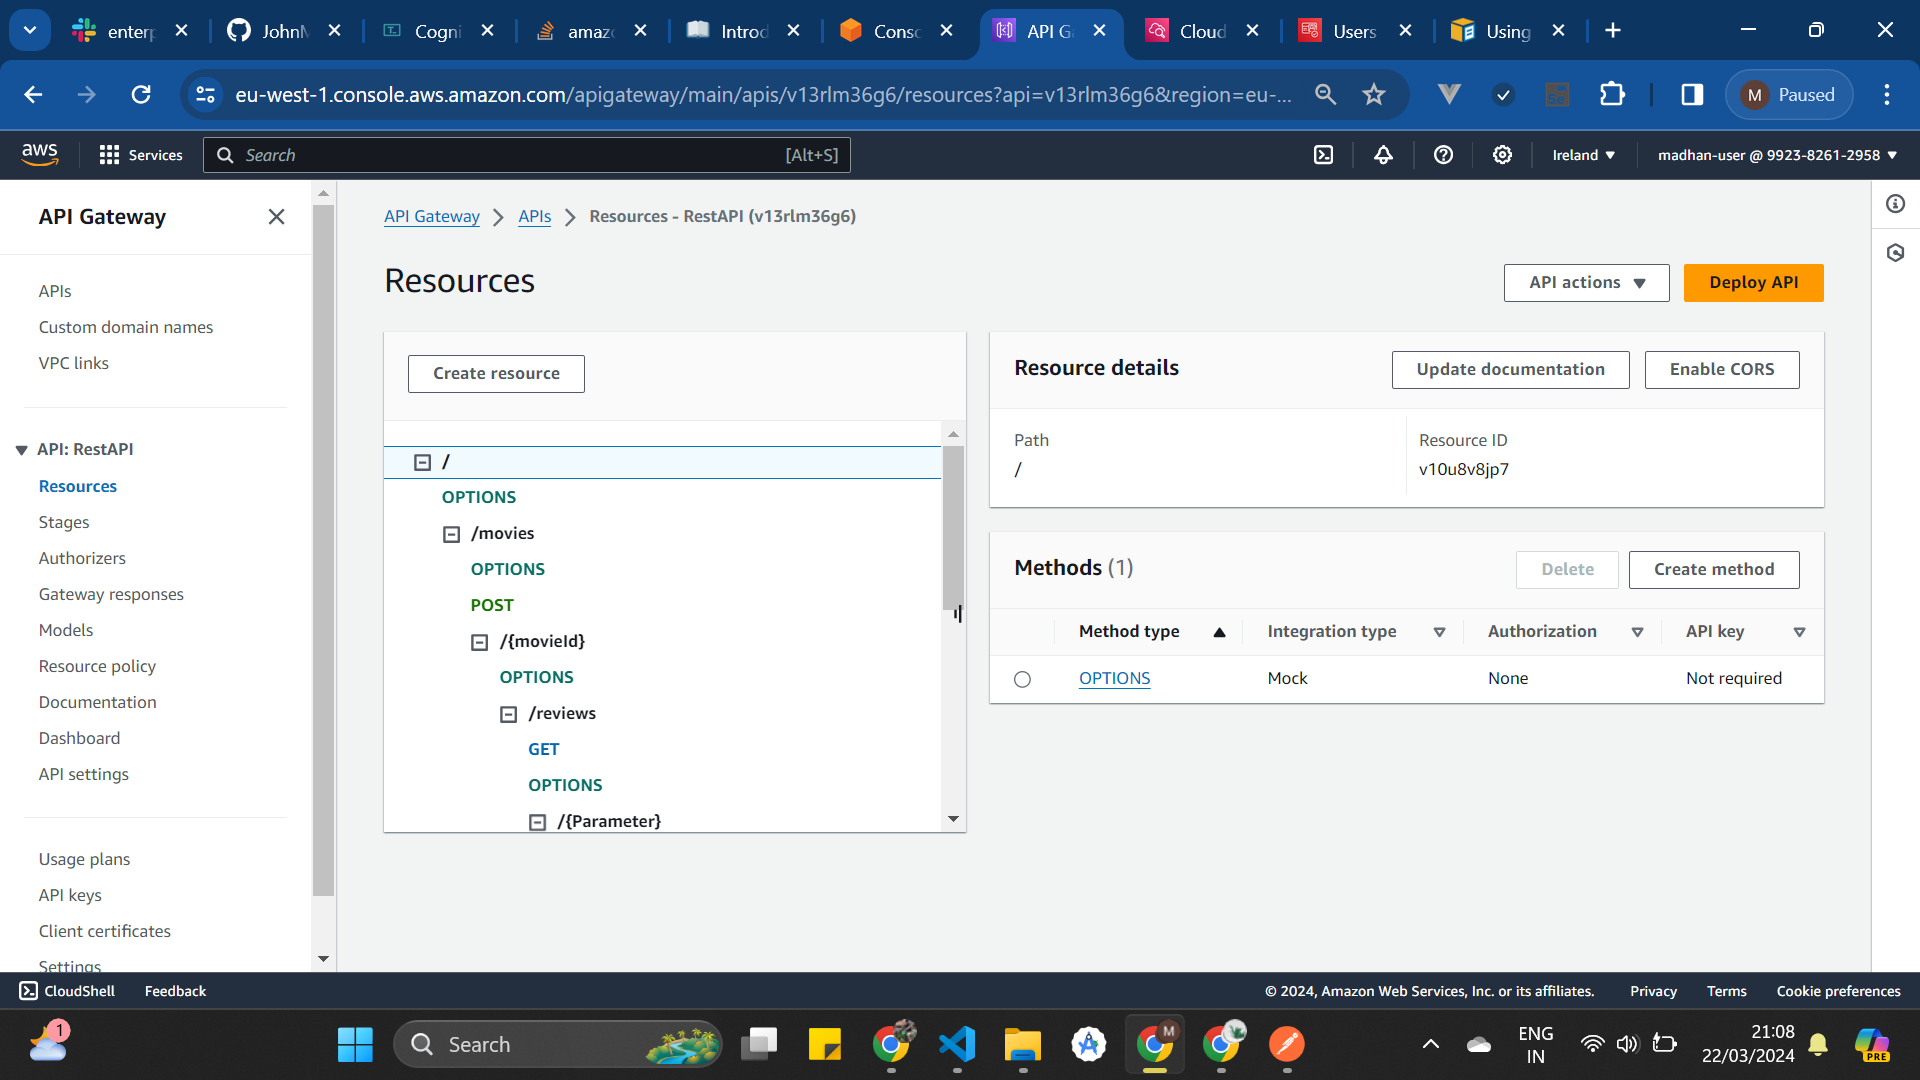 enterp
JohnM
Cogni
amazo
Introd
Consc
API Ga
Cloud
Users
Using
eu-west-1.console.aws.amazon.com/apigateway/main/apis/v13rlm36g6/resources?api=v13rlm36g6&region=eu-...
M Paused
aws
Services
Search
[Alt+S]
Ireland
madhan-user @ 9923-8261-2958
API Gateway
APIs
Custom domain names
VPC links
API: RestAPI
Resources
Stages
Authorizers
Gateway responses
Models
Resource policy
Documentation
Dashboard
API settings
Usage plans
API keys
Client certificates
Settings
API Gateway
APIs
Resources - RestAPI (v13rlm36g6)
Resources
API actions
Deploy API
Create resource
/
OPTIONS
/movies
OPTIONS
POST
/{movieId}
OPTIONS
/reviews
GET
OPTIONS
/{Parameter}
Resource details
Update documentation
Enable CORS
Path
/
Resource ID
v10u8v8jp7
Methods (1)
Delete
Create method
Method type
Integration type
Authorization
API key
OPTIONS
Mock
None
Not required
CloudShell
Feedback
© 2024, Amazon Web Services, Inc. or its affiliates.
Privacy
Terms
Cookie preferences
1
Search
M
ENG
IN
21:08
22/03/2024
PRE